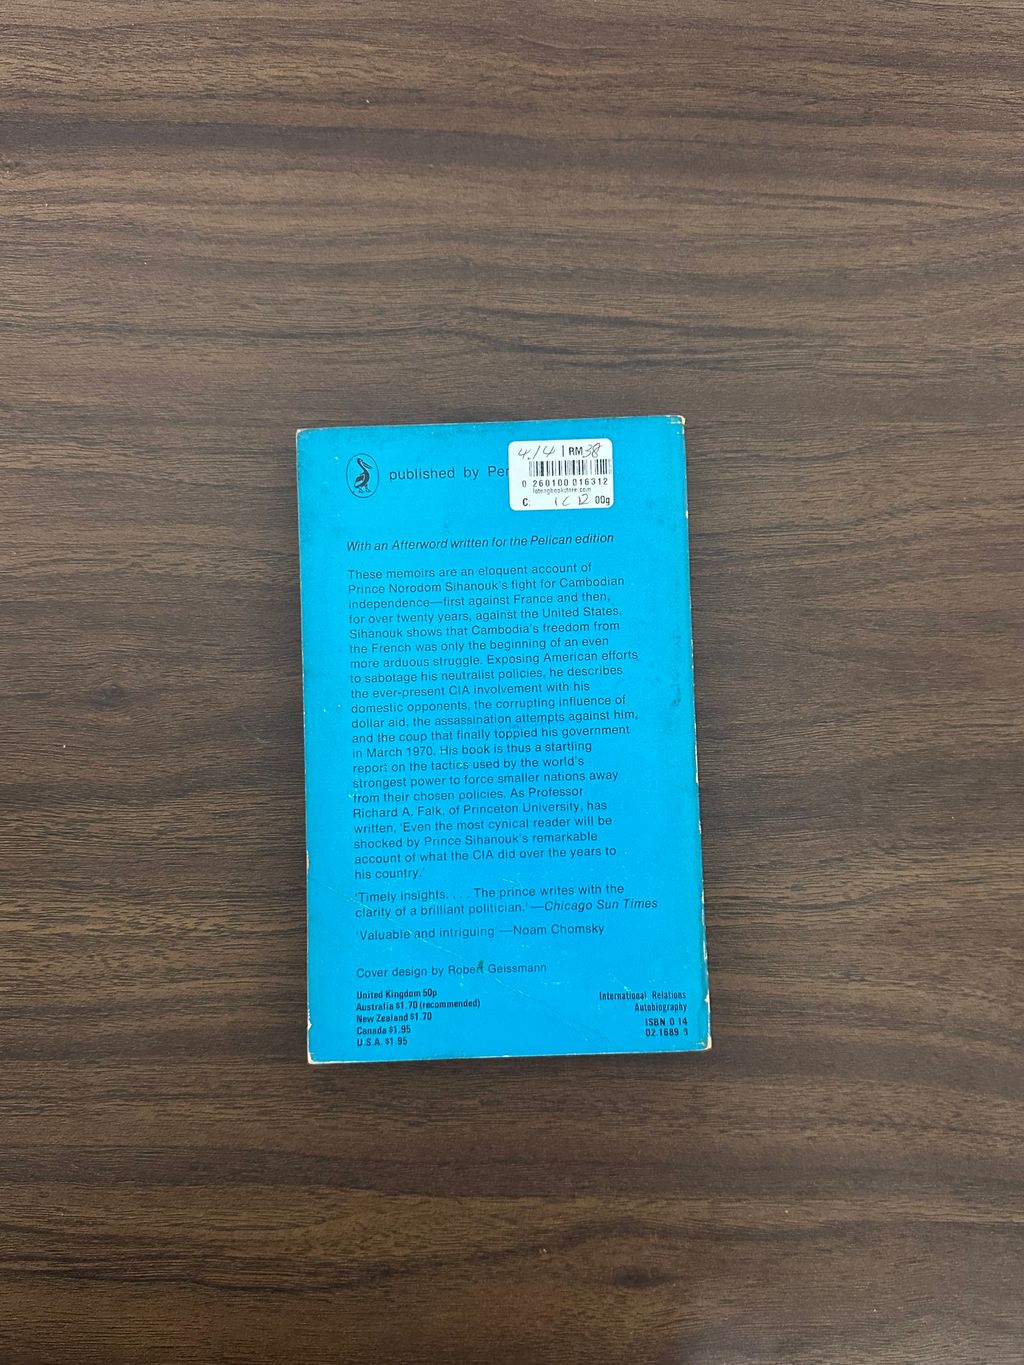 4.14 | RM38
published by Pen
0 260100 016312
lotengbookstore.com
C: 00g
With an Afterword written for the Pelican edition
These memoirs are an eloquent account of
Prince Norodom Sihanouk's fight for Cambodian
independence—first against France and then,
for over twenty years, against the United States.
Sihanouk shows that Cambodia's freedom from
the French was only the beginning of an even
more arduous struggle. Exposing American efforts
to sabotage his neutralist policies, he describes
the ever-present CIA involvement with his
domestic opponents, the corrupting influence of
dollar aid, the assassination attempts against him,
and the coup that finally toppled his government
in March 1970. His book is thus a startling
report on the tactics used by the world's
strongest power to force smaller nations away
from their chosen policies. As Professor
Richard A. Falk, of Princeton University, has
written, 'Even the most cynical reader will be
shocked by Prince Sihanouk's remarkable
account of what the CIA did over the years to
his country.'
'Timely insights. . . . The prince writes with the
clarity of a brilliant politician.'—Chicago Sun Times
'Valuable and intriguing'—Noam Chomsky
Cover design by Robert Geissmann
United Kingdom 50p
Australia $1.70 (recommended)
New Zealand $1.70
Canada $1.95
U.S.A. $1.95
International Relations
Autobiography
ISBN 0 14
02 1689 9